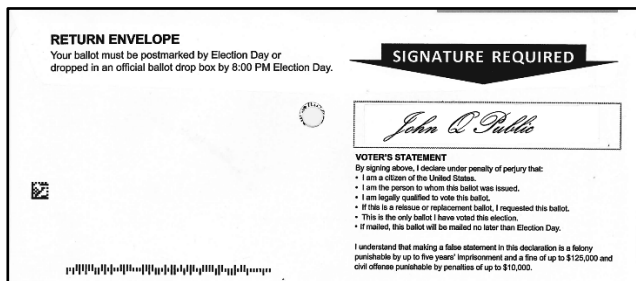 RETURN ENVELOPE
Your ballot must be postmarked by Election Day or
dropped in an official ballot drop box by 8:00 PM Election Day.
SIGNATURE REQUIRED
John Q Public
VOTER'S STATEMENT
By signing above, I declare under penalty of perjury that:
• I am a citizen of the United States.
• I am the person to whom this ballot was issued.
• I am legally qualified to vote this ballot.
• If this is a reissue or replacement ballot, I requested this ballot.
• This is the only ballot I have voted this election.
• If mailed, this ballot will be mailed no later than Election Day.
I understand that making a false statement in this declaration is a felony
punishable by up to five years' imprisonment and a fine of up to $125,000 and
civil offense punishable by penalties of up to $10,000.